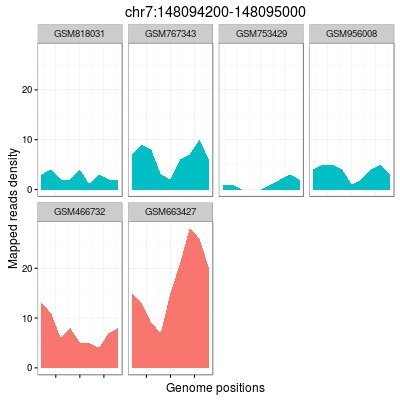 chr7:148094200-148095000
GSM818031 GSM767343 GSM753429 GSM956008
20
10
0
GSM466732 GSM663427
20
10
0
Mapped reads density
Genome positions